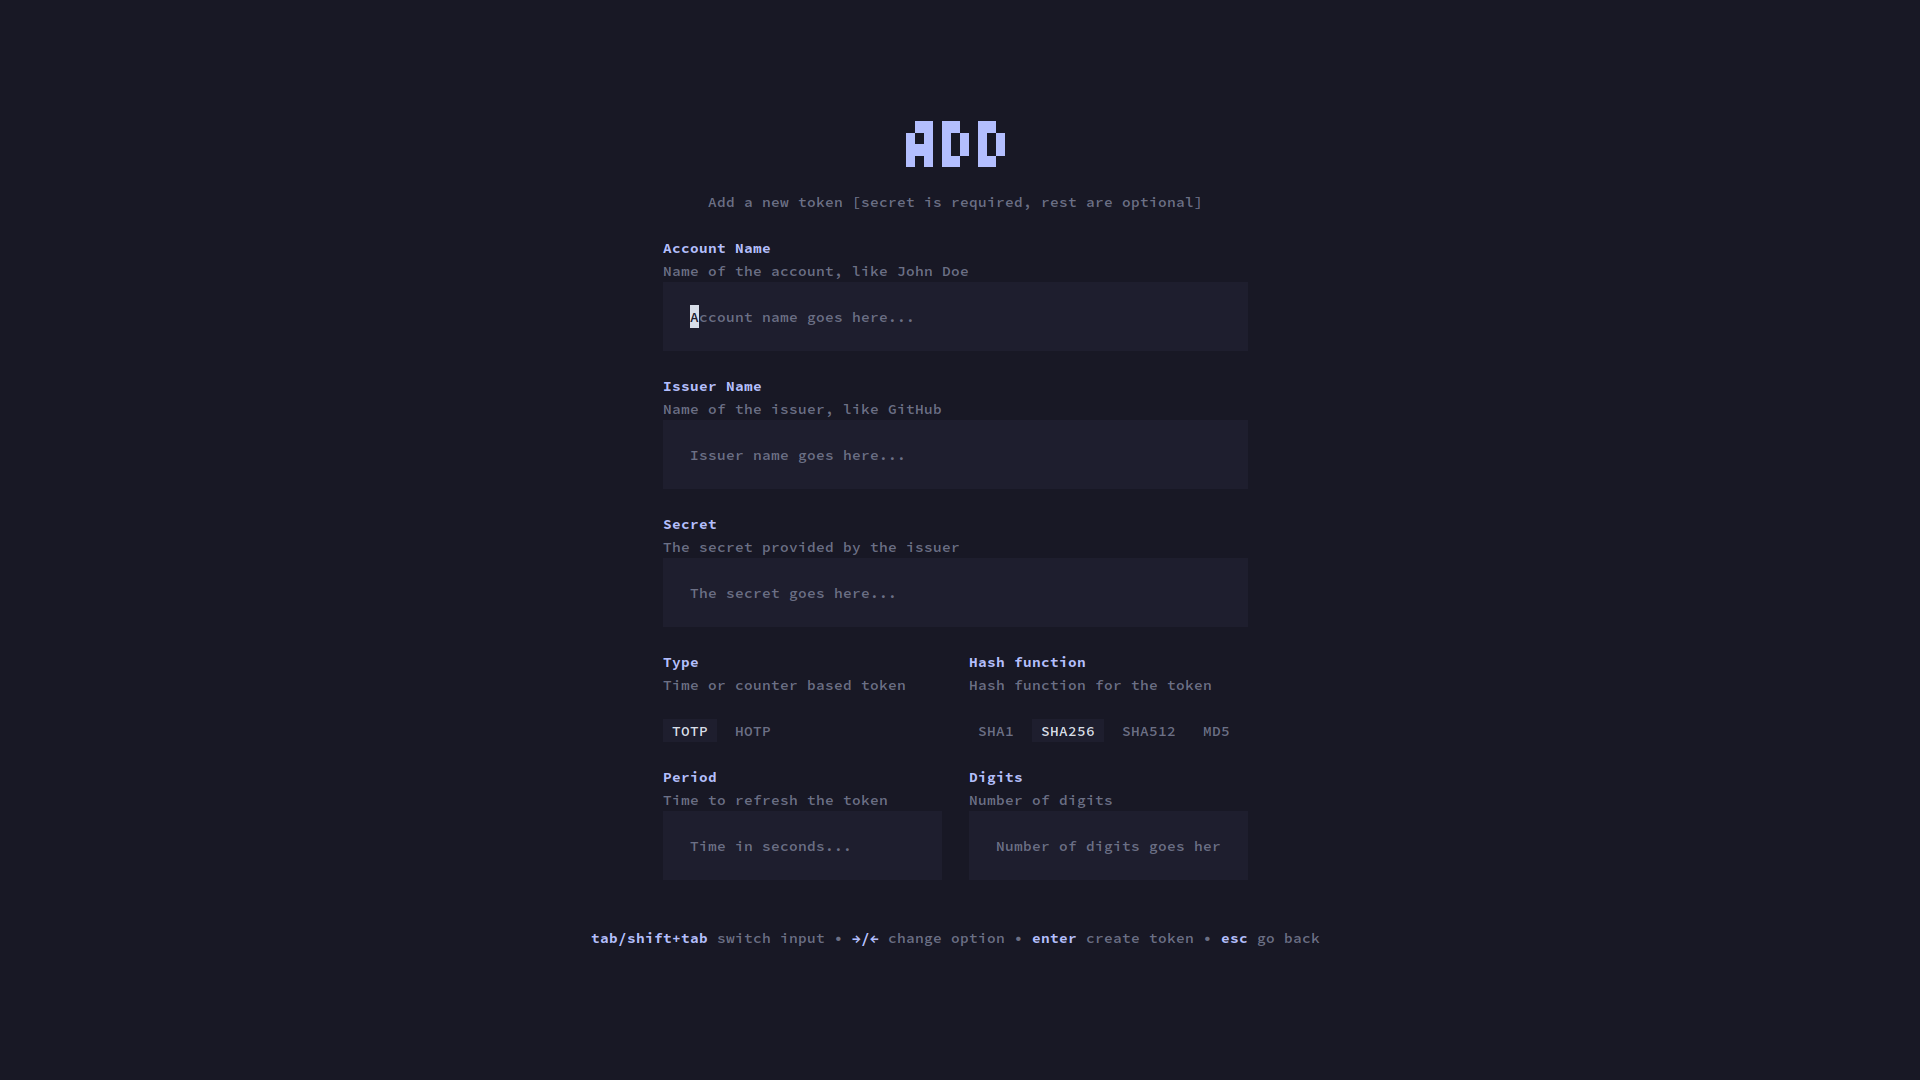 ADD
Add a new token [secret is required, rest are optional]
Account Name
Name of the account, like John Doe
Account name goes here...
Issuer Name
Name of the issuer, like GitHub
Issuer name goes here...
Secret
The secret provided by the issuer
The secret goes here...
Type
Time or counter based token
TOTP HOTP
Hash function
Hash function for the token
SHA1 SHA256 SHA512 MD5
Period
Time to refresh the token
Time in seconds...
Digits
Number of digits
Number of digits goes her
tab/shift+tab switch input • →/← change option • enter create token • esc go back